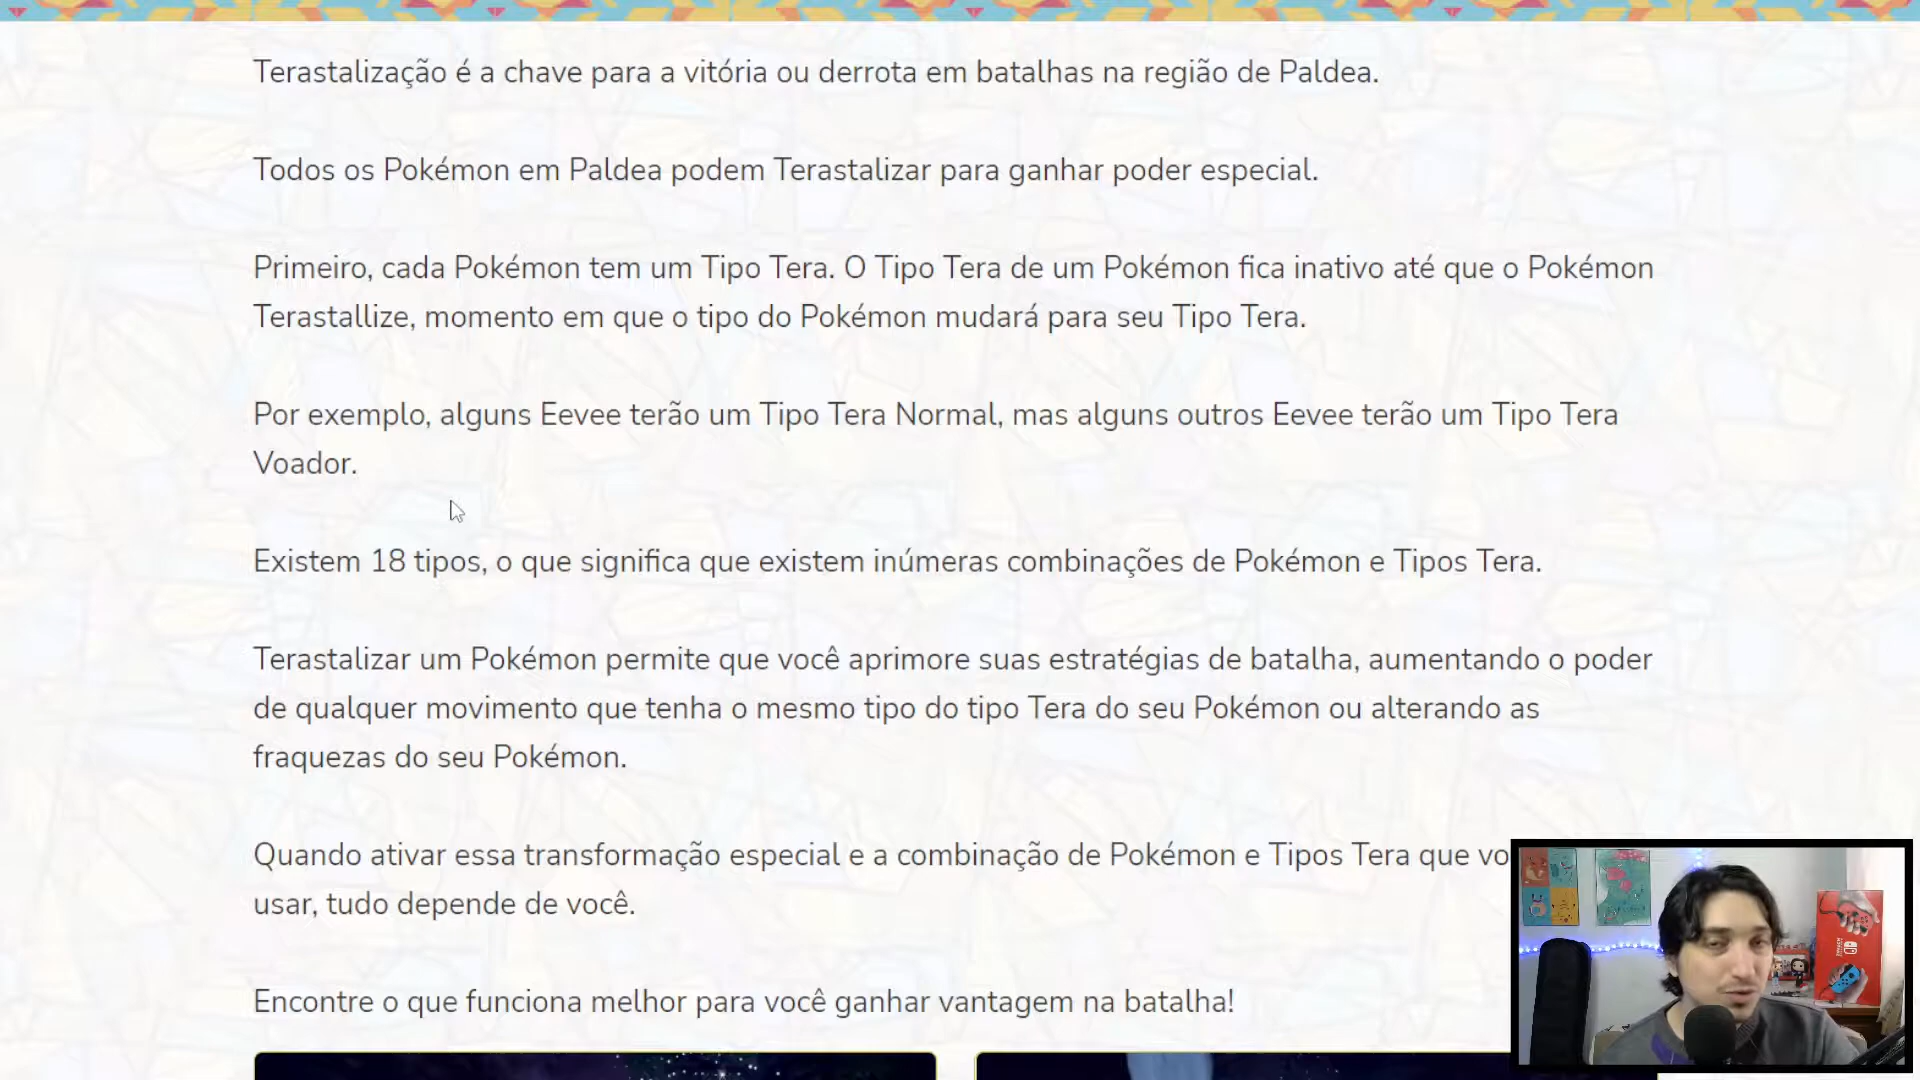 Terastalização é a chave para a vitória ou derrota em batalhas na região de Paldea.
Todos os Pokémon em Paldea podem Terastalizar para ganhar poder especial.
Primeiro, cada Pokémon tem um Tipo Tera. O Tipo Tera de um Pokémon fica inativo até que o Pokémon
Terastallize, momento em que o tipo do Pokémon mudará para seu Tipo Tera.
Por exemplo, alguns Eevee terão um Tipo Tera Normal, mas alguns outros Eevee terão um Tipo Tera
Voador.
Existem 18 tipos, o que significa que existem inúmeras combinações de Pokémon e Tipos Tera.
Terastalizar um Pokémon permite que você aprimore suas estratégias de batalha, aumentando o poder
de qualquer movimento que tenha o mesmo tipo do tipo Tera do seu Pokémon ou alterando as
fraquezas do seu Pokémon.
Quando ativar essa transformação especial e a combinação de Pokémon e Tipos Tera que vo
usar, tudo depende de você.
Encontre o que funciona melhor para você ganhar vantagem na batalha!